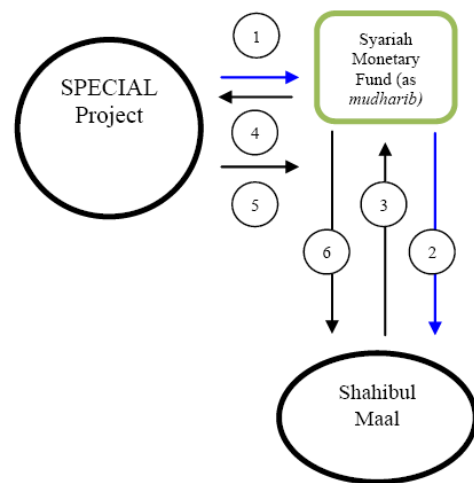 1
Syariah
Monetary
Fund (as
mudharib)
SPECIAL
Project
4
5
3
6
2
Shahibul
Maal